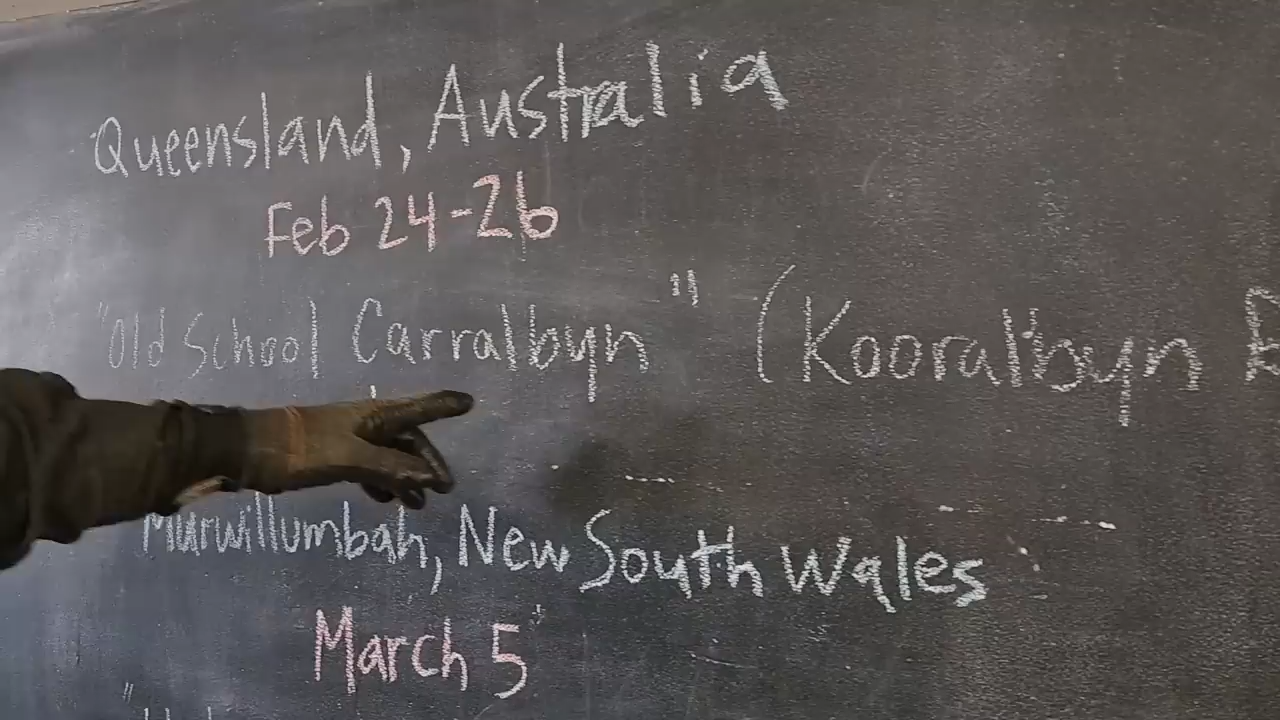 Queensland, Australia
Feb 24-26
"Old School Carralbyn" (Kooralbyn
Murwillumbah, New South Wales
March 5